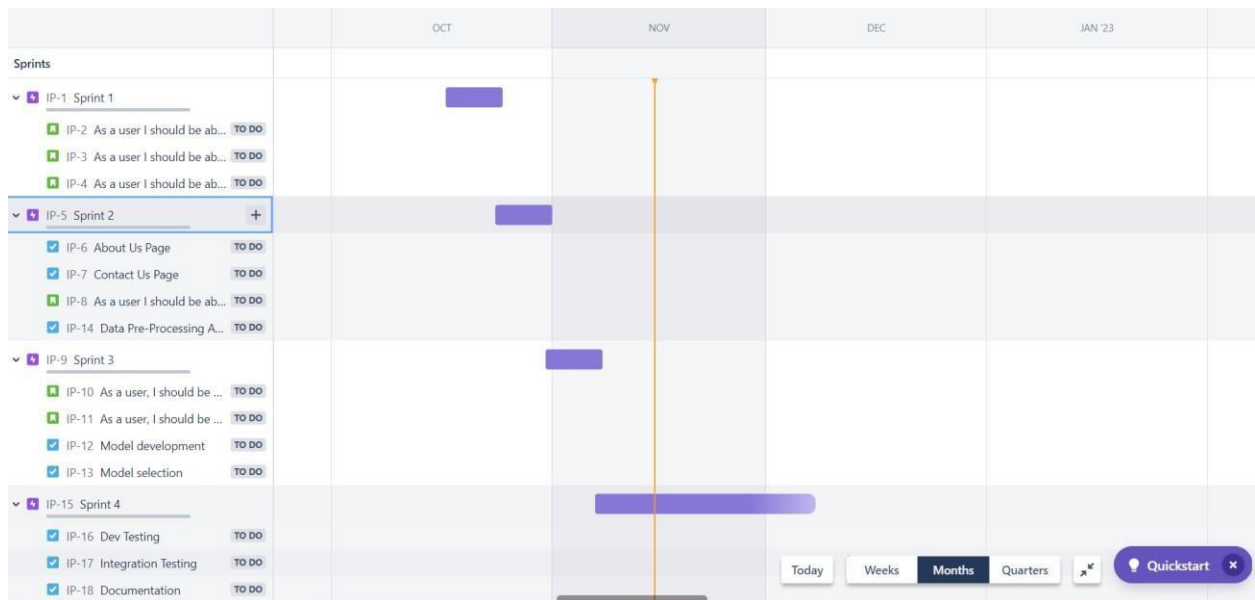 OCT NOV DEC JAN '23
Sprints
IP-1 Sprint 1
IP-2 As a user I should be ab... TO DO
IP-3 As a user I should be ab... TO DO
IP-4 As a user I should be ab... TO DO
IP-5 Sprint 2 +
IP-6 About Us Page TO DO
IP-7 Contact Us Page TO DO
IP-8 As a user I should be ab... TO DO
IP-14 Data Pre-Processing A... TO DO
IP-9 Sprint 3
IP-10 As a user, I should be ... TO DO
IP-11 As a user, I should be ... TO DO
IP-12 Model development TO DO
IP-13 Model selection TO DO
IP-15 Sprint 4
IP-16 Dev Testing TO DO
IP-17 Integration Testing TO DO
IP-18 Documentation TO DO
Today Weeks Months Quarters Quickstart